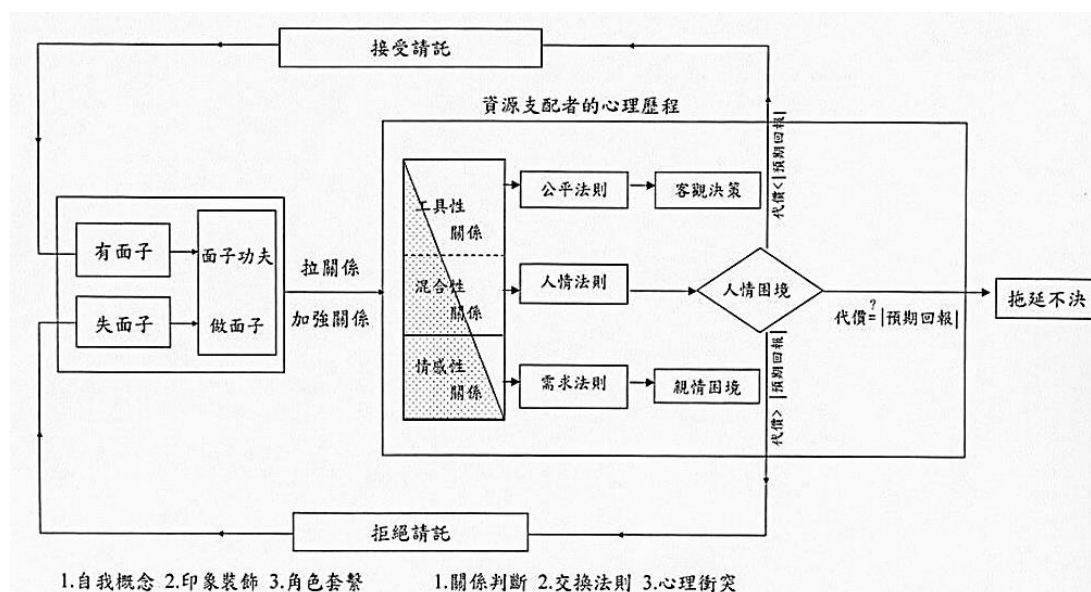 接受請託
資源支配者的心理歷程
代價<|預期回報|
工具性
關係
公平法則
客觀決策
有面子
面子功夫
拉關係
混合性
關係
人情法則
人情困境
?
代價=|預期回報|
拖延不決
失面子
做面子
加強關係
情感性
關係
需求法則
親情困境
代價>|預期回報|
拒絕請託
1.自我概念 2.印象裝飾 3.角色套繫
1.關係判斷 2.交換法則 3.心理衝突